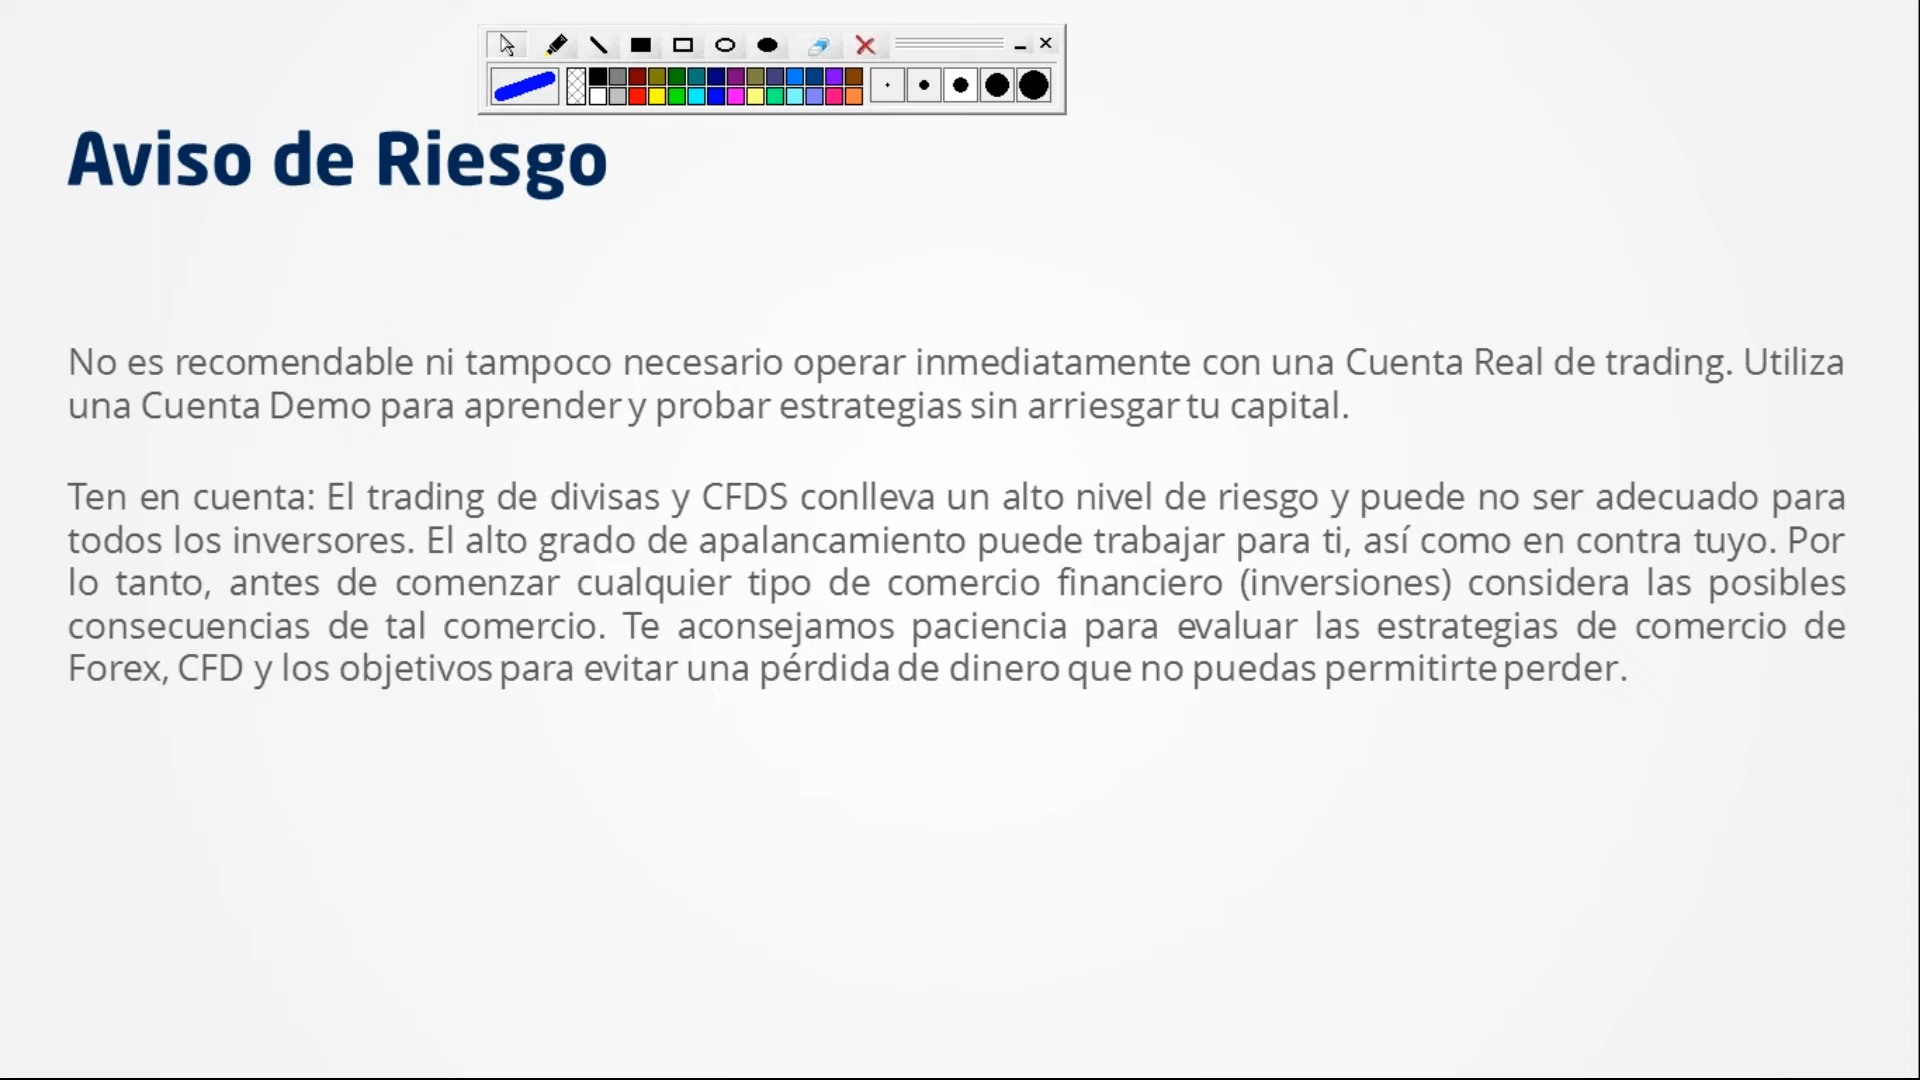 Aviso de Riesgo
No es recomendable ni tampoco necesario operar inmediatamente con una Cuenta Real de trading. Utiliza
una Cuenta Demo para aprender y probar estrategias sin arriesgar tu capital.
Ten en cuenta: El trading de divisas y CFDS conlleva un alto nivel de riesgo y puede no ser adecuado para
todos los inversores. El alto grado de apalancamiento puede trabajar para ti, así como en contra tuyo. Por
lo tanto, antes de comenzar cualquier tipo de comercio financiero (inversiones) considera las posibles
consecuencias de tal comercio. Te aconsejamos paciencia para evaluar las estrategias de comercio de
Forex, CFD y los objetivos para evitar una pérdida de dinero que no puedas permitirte perder.